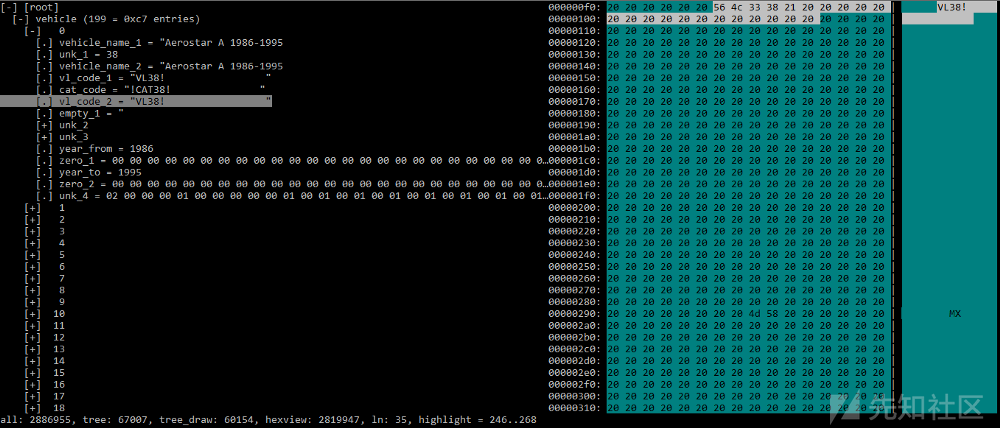 [-] [root] 000000f0: 20 20 20 20 20 20 56 4c 33 38 21 20 20 20 20 20 | VL38!
[-] vehicle (199 = 0xc7 entries) 00000100: 20 20 20 20 20 20 20 20 20 20 20 20 20 20 20 20 |
[-] 0 00000110: 20 20 20 20 20 20 20 20 20 20 20 20 20 20 20 20 |
[.] vehicle_name_1 = "Aerostar A 1986-1995 00000120: 20 20 20 20 20 20 20 20 20 20 20 20 20 20 20 20 |
[.] unk_1 = 38 00000130: 20 20 20 20 20 20 20 20 20 20 20 20 20 20 20 20 |
[.] vehicle_name_2 = "Aerostar A 1986-1995 00000140: 20 20 20 20 20 20 20 20 20 20 20 20 20 20 20 20 |
[.] vl_code_1 = "VL38! " 00000150: 20 20 20 20 20 20 20 20 20 20 20 20 20 20 20 20 |
[.] cat_code = "!CAT38! " 00000160: 20 20 20 20 20 20 20 20 20 20 20 20 20 20 20 20 |
[.] vl_code_2 = "VL38! " 00000170: 20 20 20 20 20 20 20 20 20 20 20 20 20 20 20 20 |
[.] empty_1 = " 00000180: 20 20 20 20 20 20 20 20 20 20 20 20 20 20 20 20 |
[+] unk_2 00000190: 20 20 20 20 20 20 20 20 20 20 20 20 20 20 20 20 |
[+] unk_3 000001a0: 20 20 20 20 20 20 20 20 20 20 20 20 20 20 20 20 |
[.] year_from = 1986 000001b0: 20 20 20 20 20 20 20 20 20 20 20 20 20 20 20 20 |
[.] zero_1 = 00 00 00 00 00 00 00 00 00 00 00 00 00 00 00 00 00 00 00 00 00 00 00 00 0… 000001c0: 20 20 20 20 20 20 20 20 20 20 20 20 20 20 20 20 |
[.] year_to = 1995 000001d0: 20 20 20 20 20 20 20 20 20 20 20 20 20 20 20 20 |
[.] zero_2 = 00 00 00 00 00 00 00 00 00 00 00 00 00 00 00 00 00 00 00 00 00 00 00 00 0… 000001e0: 20 20 20 20 20 20 20 20 20 20 20 20 20 20 20 20 |
[.] unk_4 = 02 00 00 00 01 00 00 00 00 00 01 00 01 00 01 00 01 00 01 00 01 00 01 00 01… 000001f0: 20 20 20 20 20 20 20 20 20 20 20 20 20 20 20 20 |
[+] 1 00000200: 20 20 20 20 20 20 20 20 20 20 20 20 20 20 20 20 |
[+] 2 00000210: 20 20 20 20 20 20 20 20 20 20 20 20 20 20 20 20 |
[+] 3 00000220: 20 20 20 20 20 20 20 20 20 20 20 20 20 20 20 20 |
[+] 4 00000230: 20 20 20 20 20 20 20 20 20 20 20 20 20 20 20 20 |
[+] 5 00000240: 20 20 20 20 20 20 20 20 20 20 20 20 20 20 20 20 |
[+] 6 00000250: 20 20 20 20 20 20 20 20 20 20 20 20 20 20 20 20 |
[+] 7 00000260: 20 20 20 20 20 20 20 20 20 20 20 20 20 20 20 20 |
[+] 8 00000270: 20 20 20 20 20 20 20 20 20 20 20 20 20 20 20 20 |
[+] 9 00000280: 20 20 20 20 20 20 20 20 20 20 20 20 20 20 20 20 |
[+] 10 00000290: 20 20 20 20 20 20 20 20 4d 58 20 20 20 20 20 20 | MX
[+] 11 000002a0: 20 20 20 20 20 20 20 20 20 20 20 20 20 20 20 20 |
[+] 12 000002b0: 20 20 20 20 20 20 20 20 20 20 20 20 20 20 20 20 |
[+] 13 000002c0: 20 20 20 20 20 20 20 20 20 20 20 20 20 20 20 20 |
[+] 14 000002d0: 20 20 20 20 20 20 20 20 20 20 20 20 20 20 20 20 |
[+] 15 000002e0: 20 20 20 20 20 20 20 20 20 20 20 20 20 20 20 20 |
[+] 16 000002f0: 20 20 20 20 20 20 20 20 20 20 20 20 20 20 20 20 |
[+] 17 00000300: 20 20 20 20 20 20 20 20 20 20 20 20 20 20 20 20 |
[+] 18 00000310: 20 20 20 20 20 20 20 20 20 20 20 20 20 20 20 20 |
all: 2886955, tree: 67007, tree_draw: 60154, hexview: 2819947, ln: 35, highlight = 246..268
先知社区